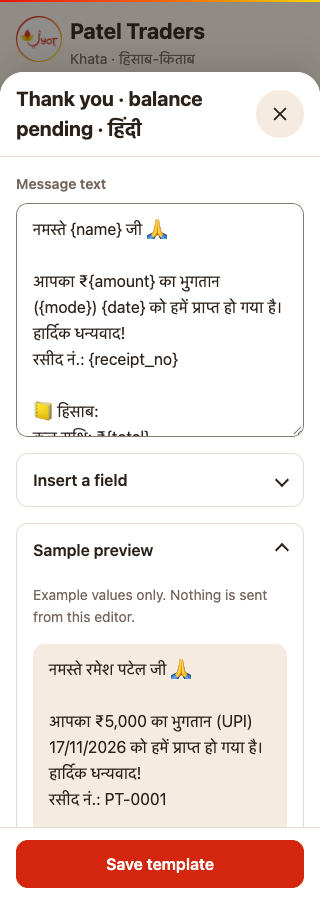 Jyot
Patel Traders
Khata · हिसाब-किताब
Thank you · balance
pending · हिंदी
Message text
नमस्ते {name} जी 🙏
आपका ₹{amount} का भुगतान
({mode}) {date} को हमें प्राप्त हो गया है।
हार्दिक धन्यवाद!
रसीद नं.: {receipt_no}
📒 हिसाब:
कुल राशि: ₹{total}
Insert a field
Sample preview
Example values only. Nothing is sent
from this editor.
नमस्ते रमेश पटेल जी 🙏
आपका ₹5,000 का भुगतान (UPI)
17/11/2026 को हमें प्राप्त हो गया है।
हार्दिक धन्यवाद!
रसीद नं.: PT-0001
Save template